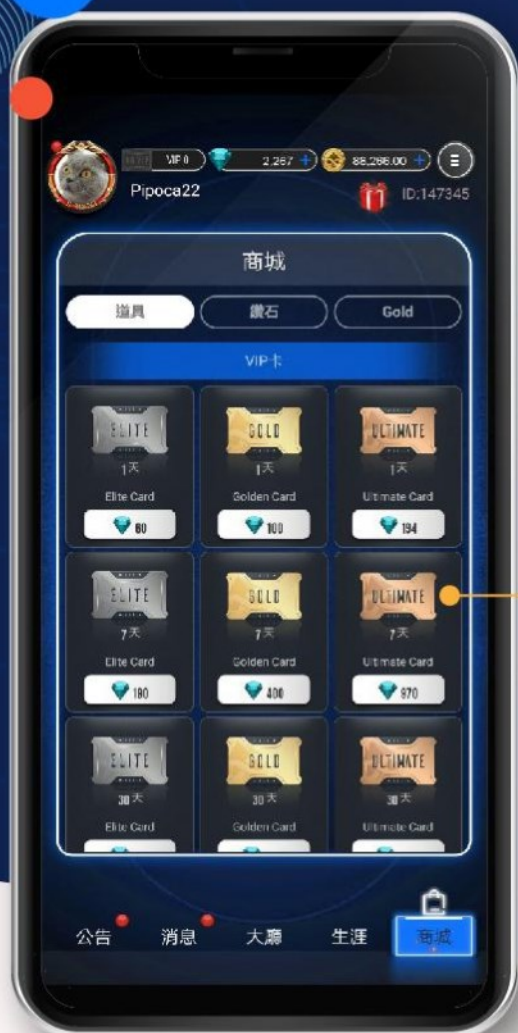 VIP 0
2,267 +
88,266.00 +
Pipoca22
ID:147345
商城
道具
鑽石
Gold
VIP卡
ELITE
GOLD
ULTIMATE
1天
1天
1天
Elite Card
Golden Card
Ultimate Card
80
100
194
ELITE
GOLD
ULTIMATE
7天
7天
7天
Elite Card
Golden Card
Ultimate Card
190
400
970
ELITE
GOLD
ULTIMATE
30天
30天
30天
Elite Card
Golden Card
Ultimate Card
公告
消息
大廳
生涯
商城